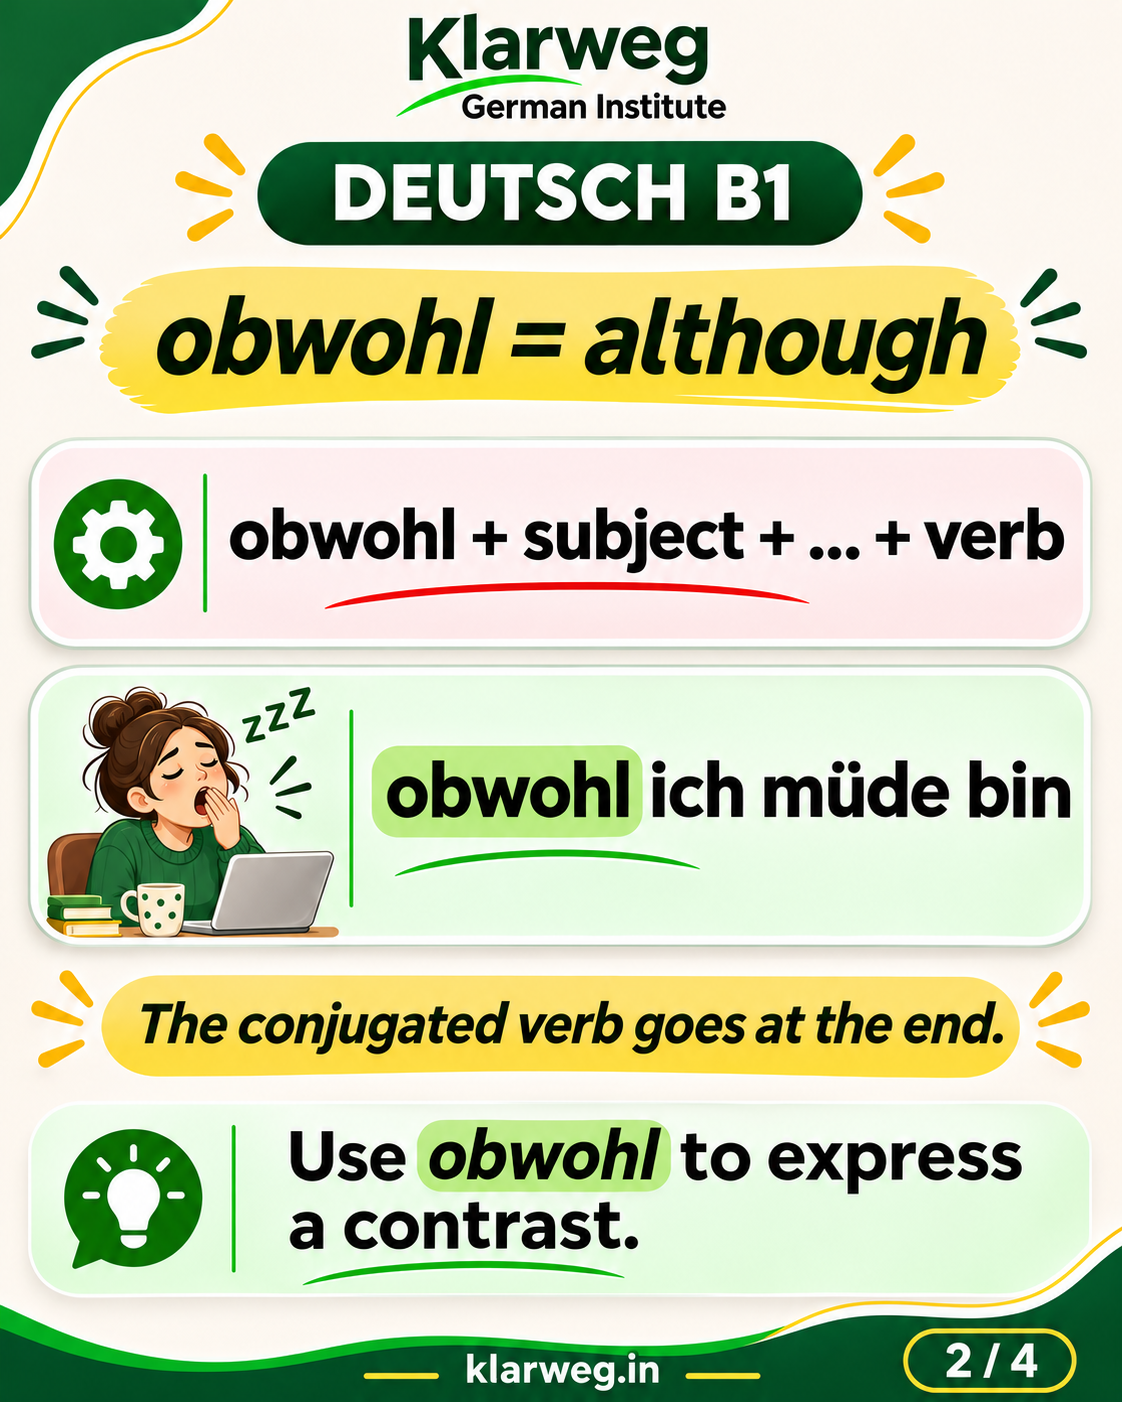 Klarweg
German Institute
DEUTSCH B1
obwohl = although
obwohl + subject + ... + verb
zzz
obwohl ich müde bin
The conjugated verb goes at the end.
Use obwohl to express
a contrast.
klarweg.in
2 / 4